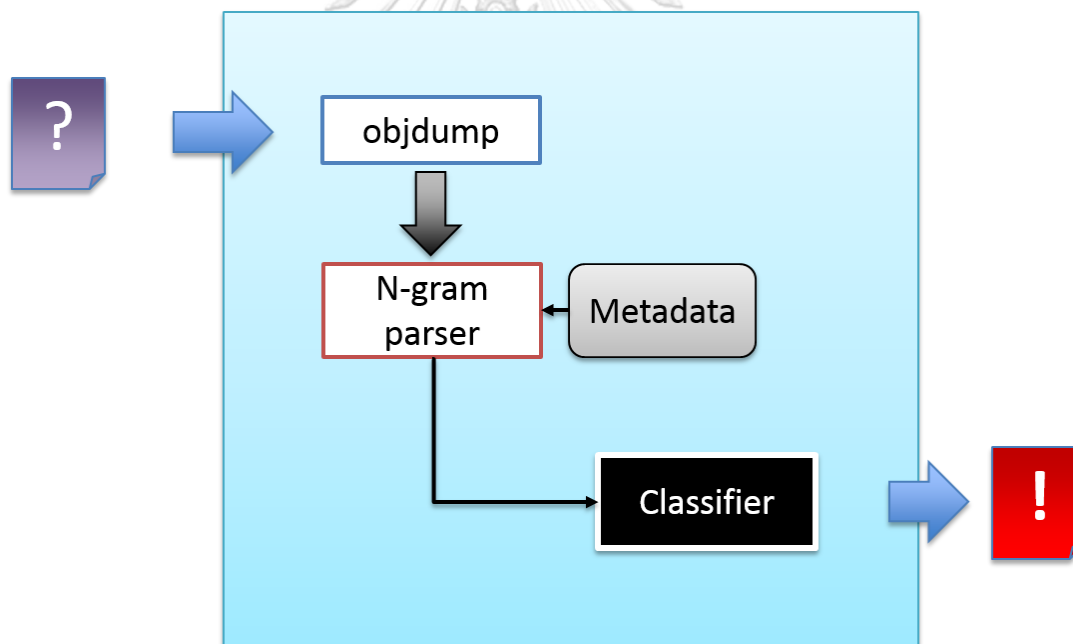 ?
objdump
N-gram
parser
Metadata
Classifier
!